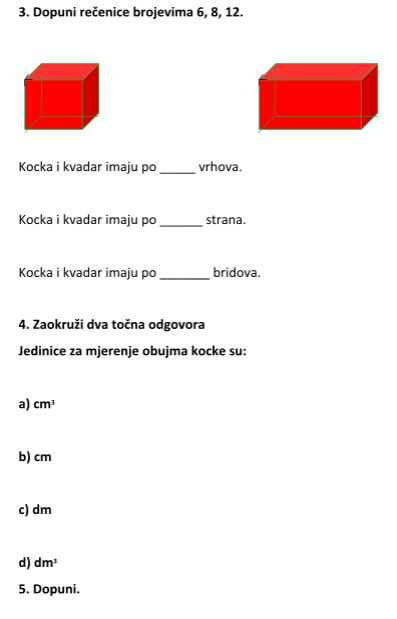 3. Dopuni rečenice brojevima 6, 8, 12.
Kocka i kvadar imaju po _____ vrhova.
Kocka i kvadar imaju po ______ strana.
Kocka i kvadar imaju po _______ bridova.
4. Zaokruži dva točna odgovora
Jedinice za mjerenje obujma kocke su:
a) cm³
b) cm
c) dm
d) dm³
5. Dopuni.